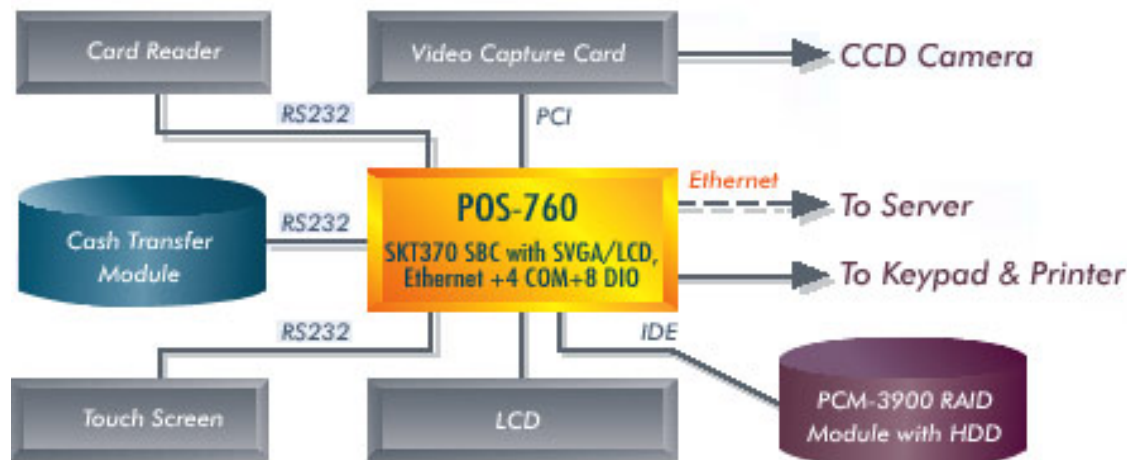 Card Reader
Video Capture Card
CCD Camera
RS232
PCI
Ethernet
POS-760
SKT370 SBC with SVGA/LCD,
Ethernet +4 COM+8 DIO
To Server
Cash Transfer
Module
RS232
To Keypad & Printer
RS232
IDE
Touch Screen
LCD
PCM-3900 RAID
Module with HDD